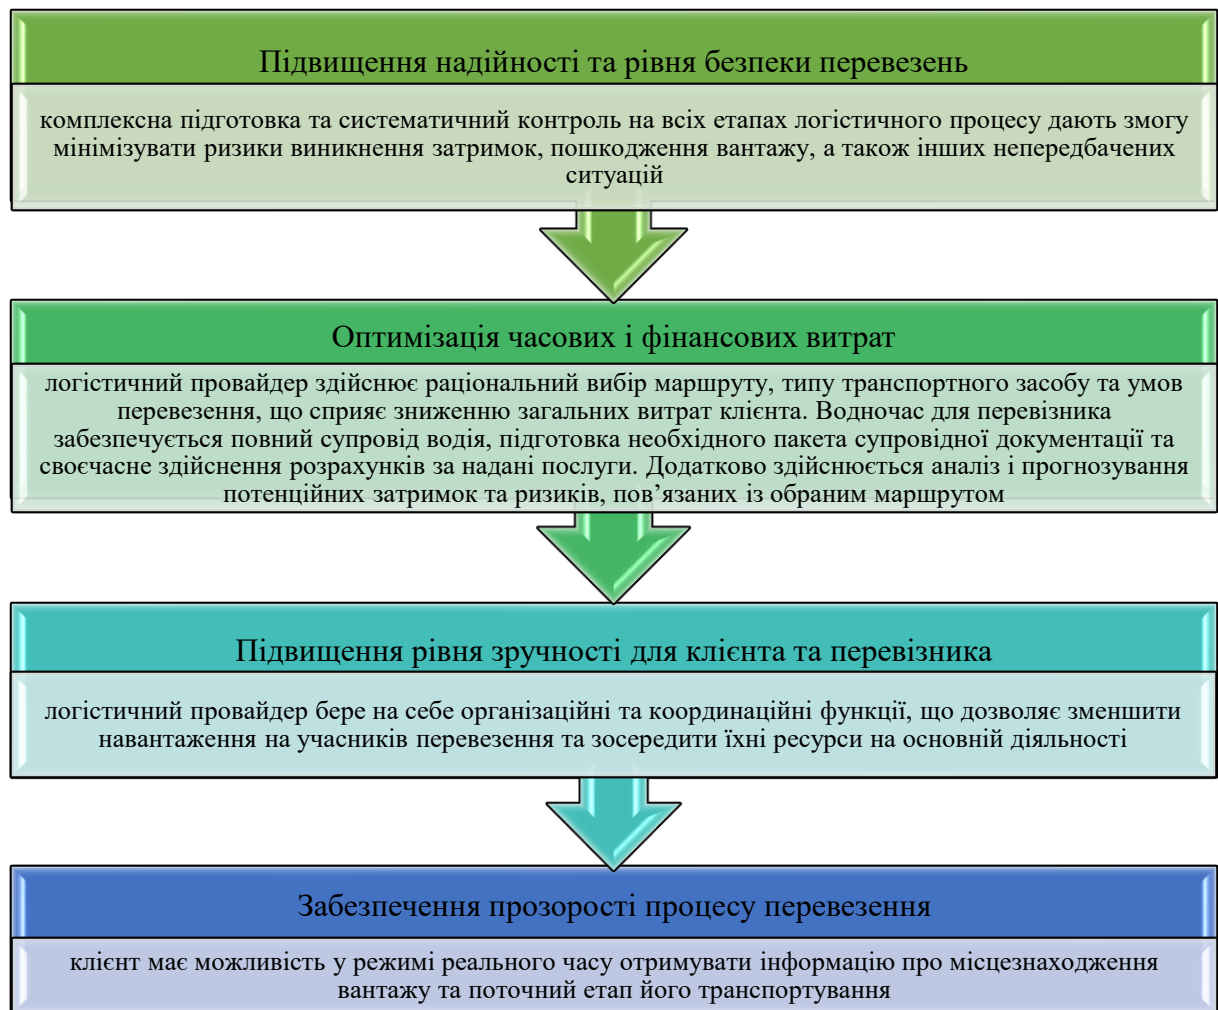 Підвищення надійності та рівня безпеки перевезень
комплексна підготовка та систематичний контроль на всіх етапах логістичного процесу дають змогу
мінімізувати ризики виникнення затримок, пошкодження вантажу, а також інших непередбачених
ситуацій
Оптимізація часових і фінансових витрат
логістичний провайдер здійснює раціональний вибір маршруту, типу транспортного засобу та умов
перевезення, що сприяє зниженню загальних витрат клієнта. Водночас для перевізника
забезпечується повний супровід водія, підготовка необхідного пакета супровідної документації та
своєчасне здійснення розрахунків за надані послуги. Додатково здійснюється аналіз і прогнозування
потенційних затримок та ризиків, пов’язаних із обраним маршрутом
Підвищення рівня зручності для клієнта та перевізника
логістичний провайдер бере на себе організаційні та координаційні функції, що дозволяє зменшити
навантаження на учасників перевезення та зосередити їхні ресурси на основній діяльності
Забезпечення прозорості процесу перевезення
клієнт має можливість у режимі реального часу отримувати інформацію про місцезнаходження
вантажу та поточний етап його транспортування